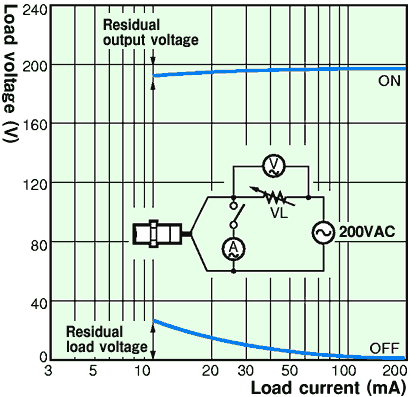 Load voltage (V)
240
200
160
120
80
40
0
Residual
output voltage
ON
V
VL
A
200VAC
Residual
load voltage
OFF
3 5 10 20 30 50 100 200
Load current (mA)